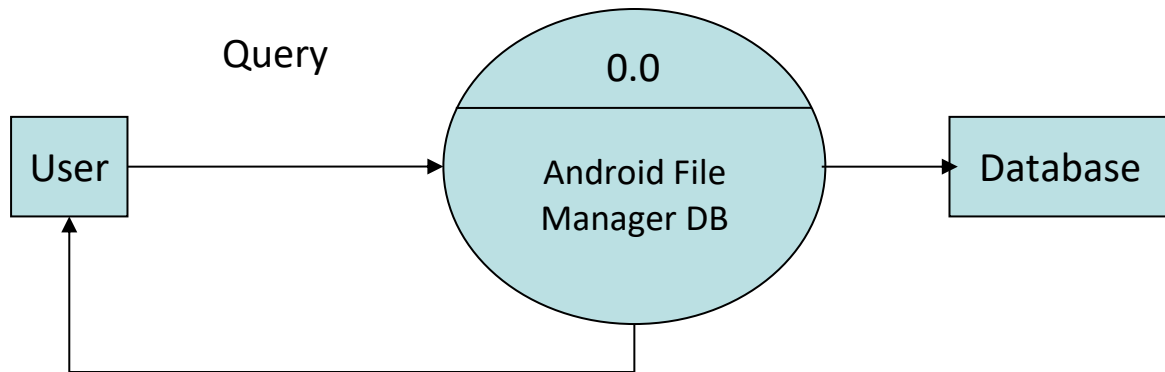 Query
0.0
User
Android File
Manager DB
Database